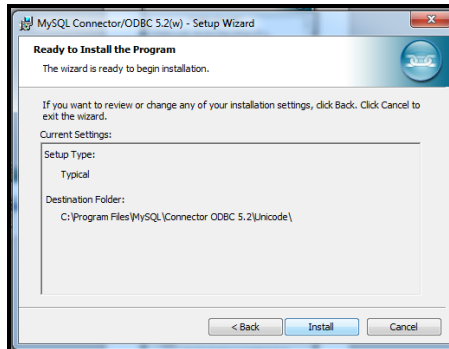 MySQL Connector/ODBC 5.2(w) - Setup Wizard
Ready to Install the Program
The wizard is ready to begin installation.
If you want to review or change any of your installation settings, click Back. Click Cancel to
exit the wizard.
Current Settings:
Setup Type:
Typical
Destination Folder:
C:\Program Files\MySQL\Connector ODBC 5.2\Unicode\
< Back
Install
Cancel